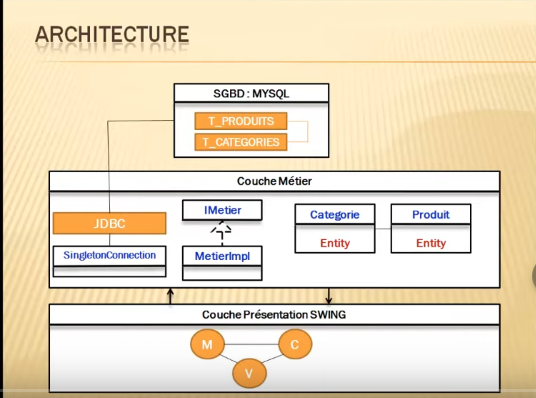 ARCHITECTURE
SGBD : MYSQL
T_PRODUITS
T_CATEGORIES
Couche Métier
JDBC
SingletonConnection
IMetier
MetierImpl
Categorie
Entity
Produit
Entity
Couche Présentation SWING
M
C
V